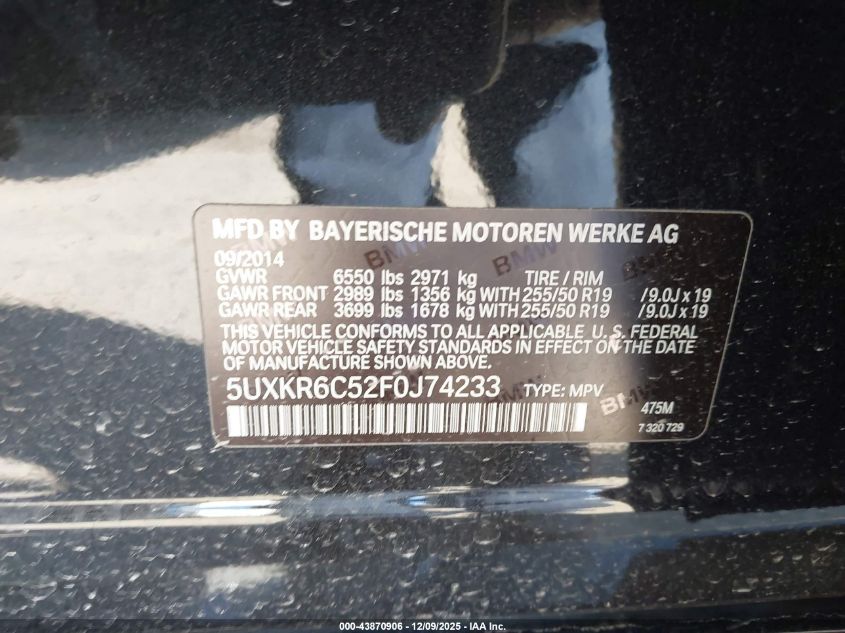 MFD BY BAYERISCHE MOTOREN WERKE AG
09/2014
GVWR 6550 lbs 2971 kg TIRE / RIM
GAWR FRONT 2989 lbs 1356 kg WITH 255/50 R19 /9.0J x 19
GAWR REAR 3699 lbs 1678 kg WITH 255/50 R19 /9.0J x 19
THIS VEHICLE CONFORMS TO ALL APPLICABLE U. S. FEDERAL
MOTOR VEHICLE SAFETY STANDARDS IN EFFECT ON THE DATE
OF MANUFACTURE SHOWN ABOVE.
5UXKR6C52F0J74233 TYPE: MPV
475M
7 320 729
BMW
BMW
BMW
000-43870906 - 12/09/2025 - IAA Inc.